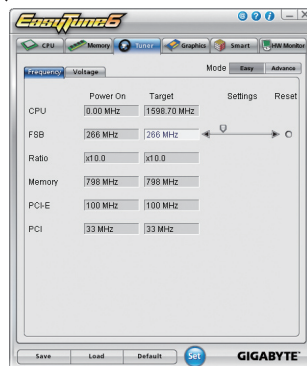 EasyTune6
CPU Memory Tuner Graphics Smart HW Monitor
Frequency Voltage Mode Easy Advance
Power On Target Settings Reset
CPU 0.00 MHz 1598.70 MHz
FSB 266 MHz 266 MHz
Ratio x10.0 x10.0
Memory 798 MHz 798 MHz
PCI-E 100 MHz 100 MHz
PCI 33 MHz 33 MHz
Save Load Default Set GIGABYTE